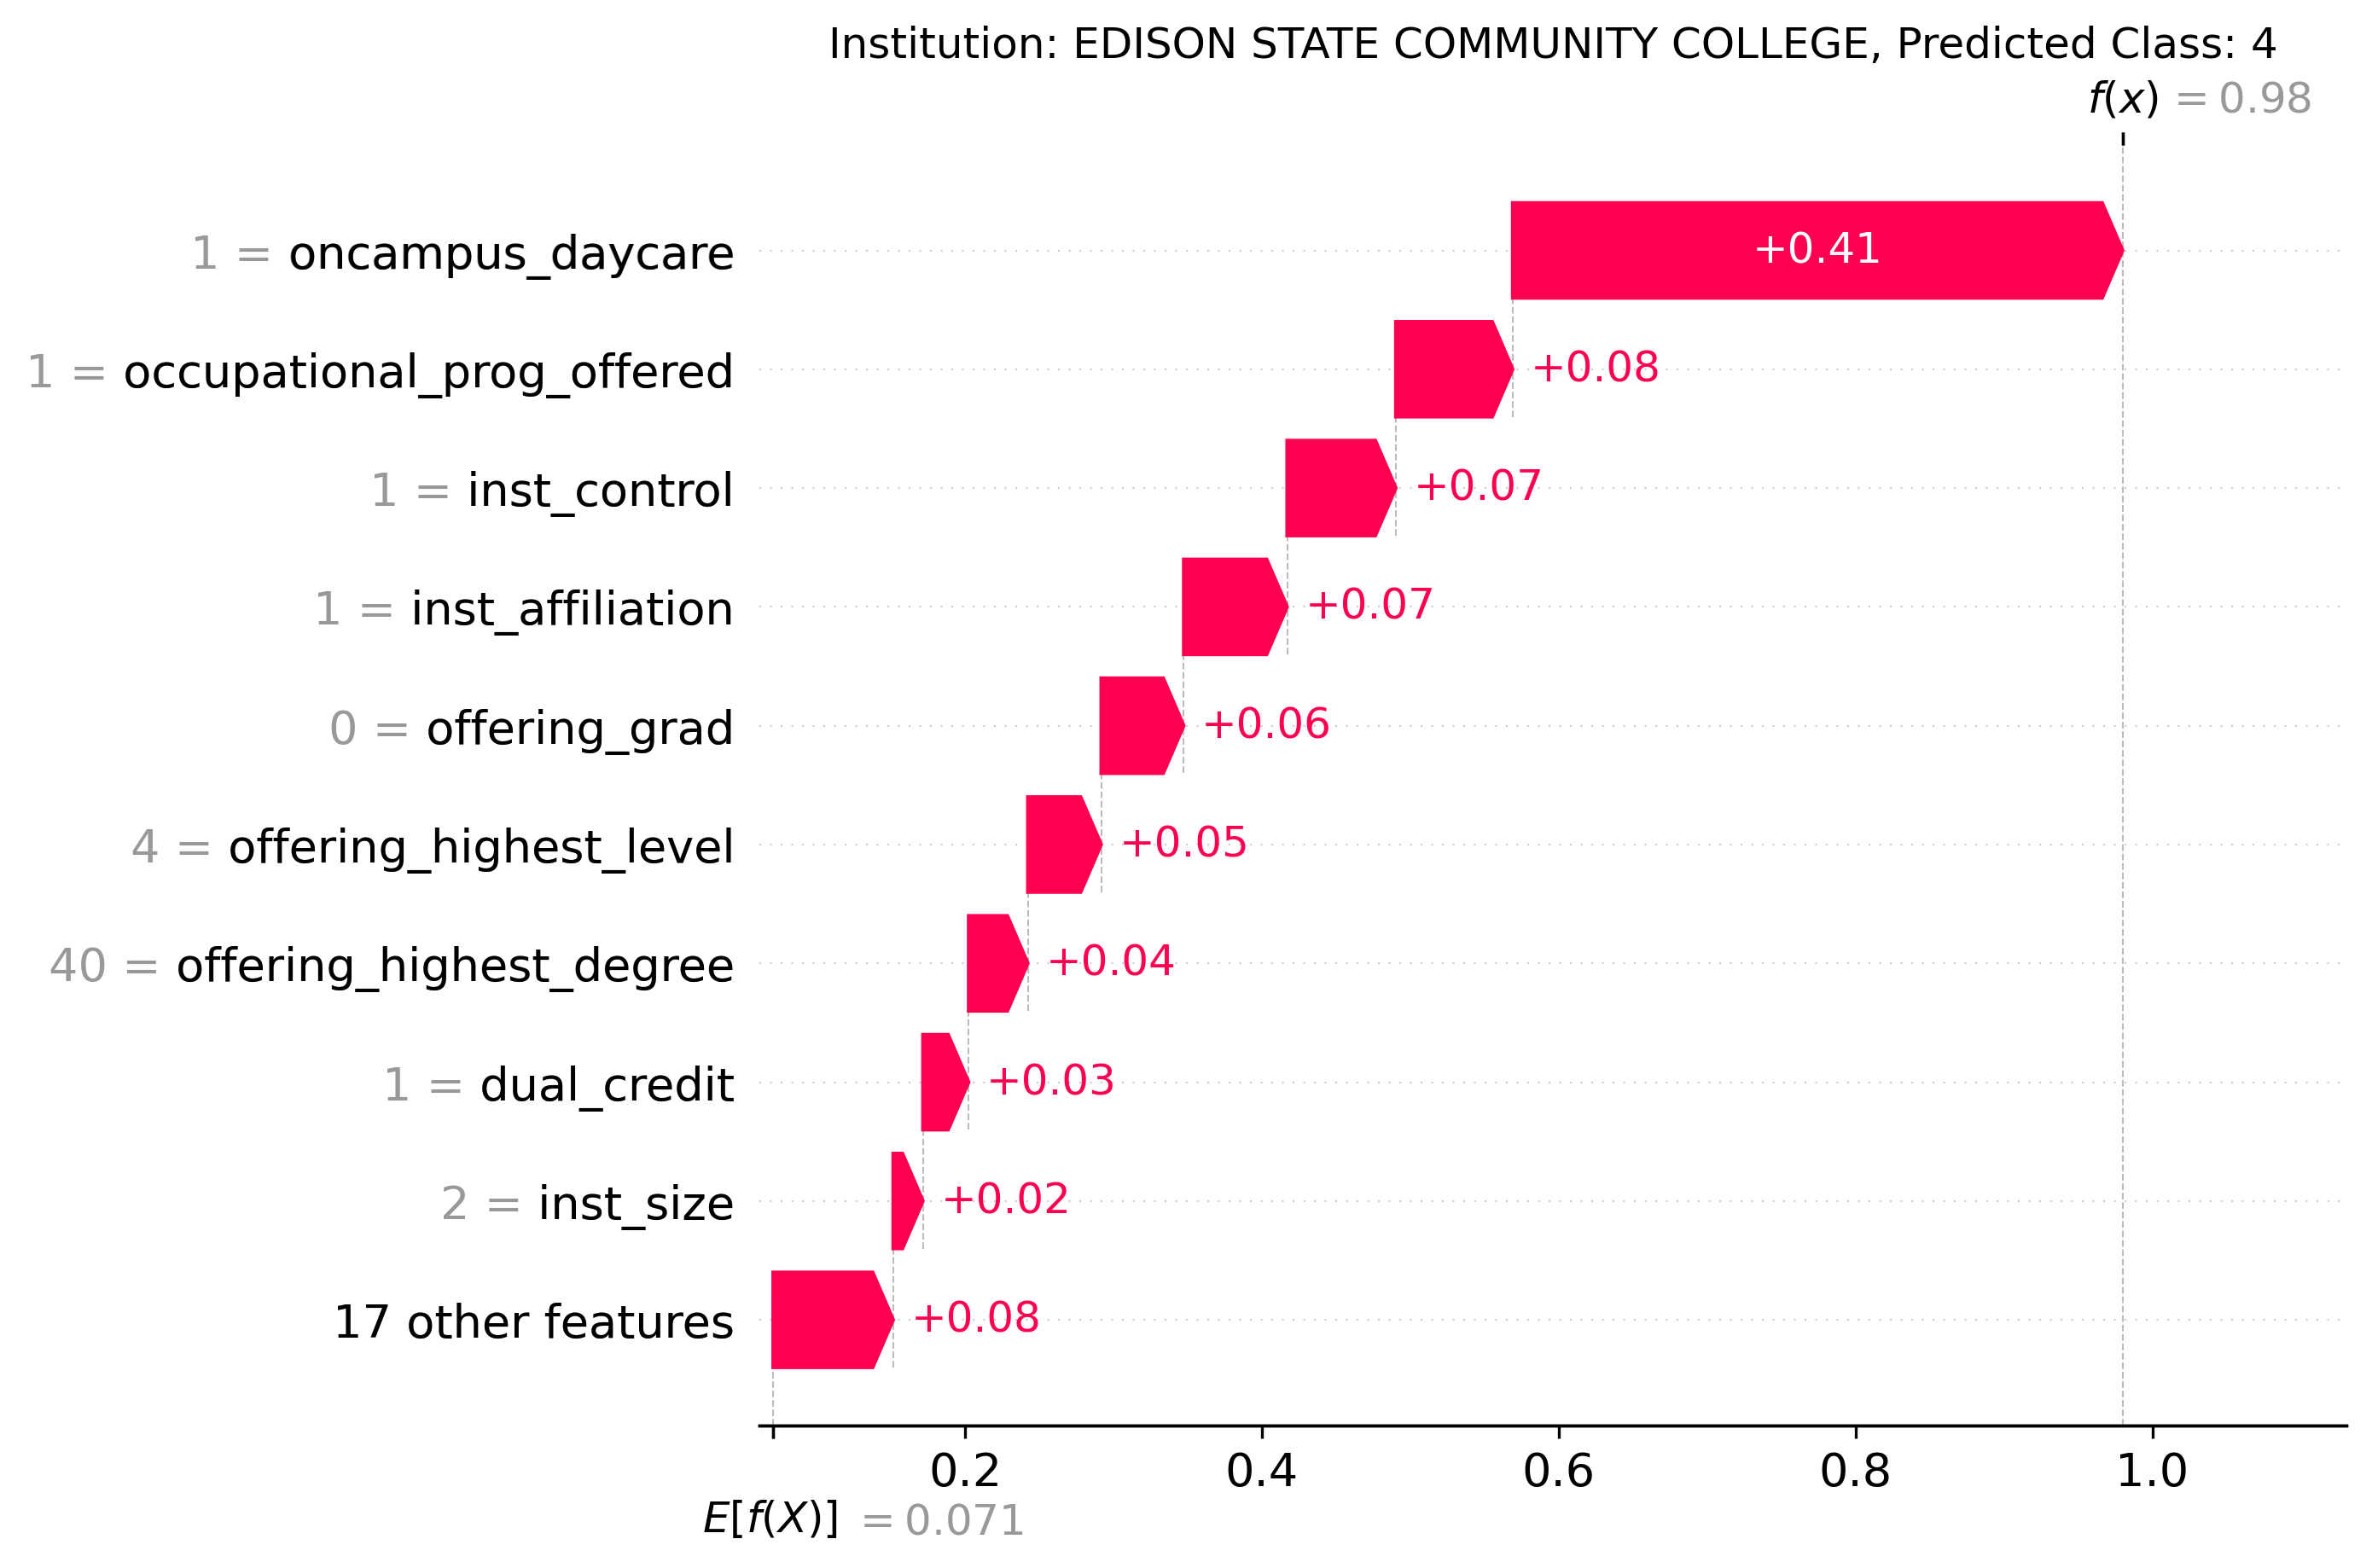 Institution: EDISON STATE COMMUNITY COLLEGE, Predicted Class: 4
f(x) = 0.98
1 = oncampus_daycare +0.41
1 = occupational_prog_offered +0.08
1 = inst_control +0.07
1 = inst_affiliation +0.07
0 = offering_grad +0.06
4 = offering_highest_level +0.05
40 = offering_highest_degree +0.04
1 = dual_credit +0.03
2 = inst_size +0.02
17 other features +0.08
0.2 0.4 0.6 0.8 1.0
E[f(X)] = 0.071